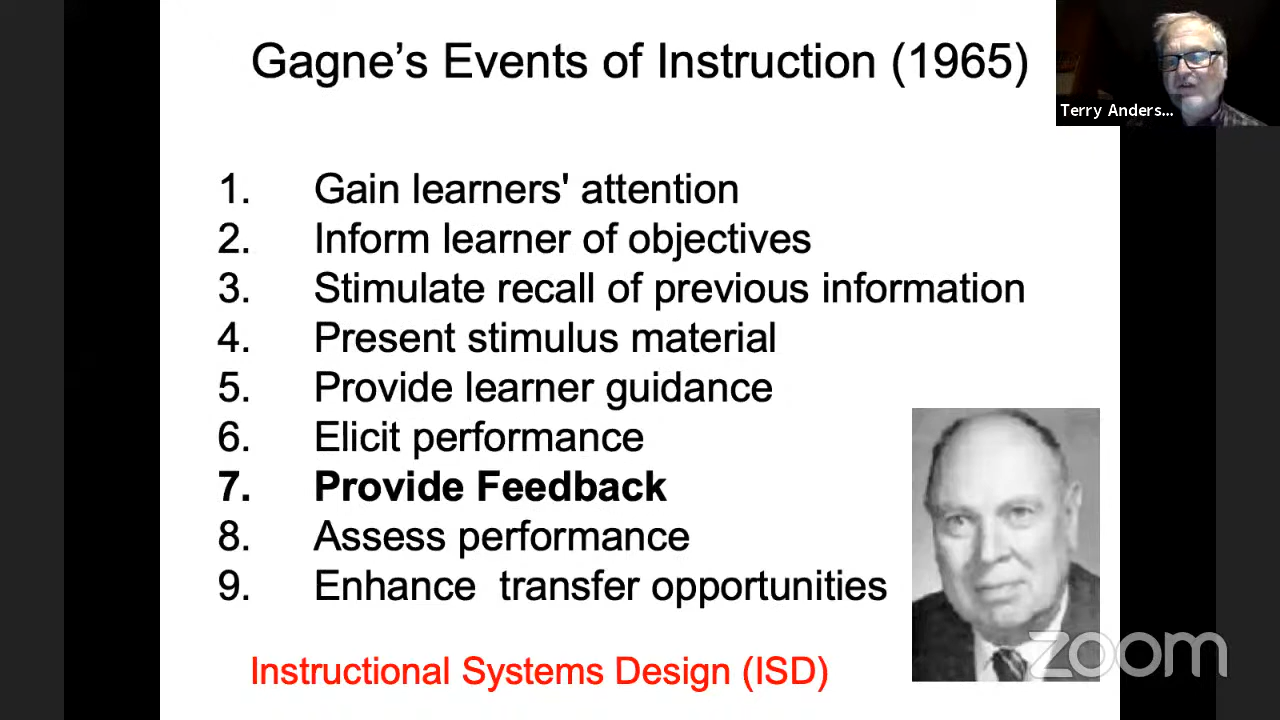 Gagne’s Events of Instruction (1965)
Terry Anders...
1. Gain learners' attention
2. Inform learner of objectives
3. Stimulate recall of previous information
4. Present stimulus material
5. Provide learner guidance
6. Elicit performance
7. Provide Feedback
8. Assess performance
9. Enhance transfer opportunities
zoom
Instructional Systems Design (ISD)